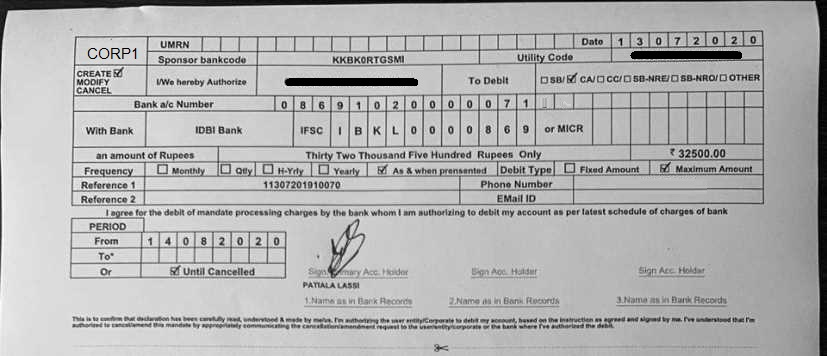 CORP1 UMRN Date 1 3 0 7 2 0 2 0
Sponsor bankcode KKBK0RTGSMI Utility Code
CREATE ☑
MODIFY
CANCEL
I/We hereby Authorize To Debit ☐ SB/ ☑ CA/ ☐ CC/ ☐ SB-NRE/ ☐ SB-NRO/ ☐ OTHER
Bank a/c Number 0 8 6 9 1 0 2 0 0 0 0 0 7 1
With Bank IDBI Bank IFSC I B K L 0 0 0 0 8 6 9 or MICR
an amount of Rupees Thirty Two Thousand Five Hundred Rupees Only ₹ 32500.00
Frequency ☐ Monthly ☐ Qtly ☐ H-Yrly ☐ Yearly ☑ As & when prensented Debit Type ☐ Fixed Amount ☑ Maximum Amount
Reference 1 11307201910070 Phone Number
Reference 2 EMail ID
I agree for the debit of mandate processing charges by the bank whom I am authorizing to debit my account as per latest schedule of charges of bank
PERIOD
From 1 4 0 8 2 0 2 0
To*
Or ☑ Until Cancelled
Sign Primary Acc. Holder Sign Acc. Holder Sign Acc. Holder
PATIALA LASSI
1.Name as in Bank Records 2.Name as in Bank Records 3.Name as in Bank Records
This is to confirm that declaration has been carefully read, understood & made by me/us. I'm authorizing the user entity/Corporate to debit my account, based on the instruction as agreed and signed by me. I've understood that I'm
authorized to cancel/amend this mandate by appropriately communicating the cancellation/amendment request to the user/entity/corporate or the bank where I've authorized the debit.